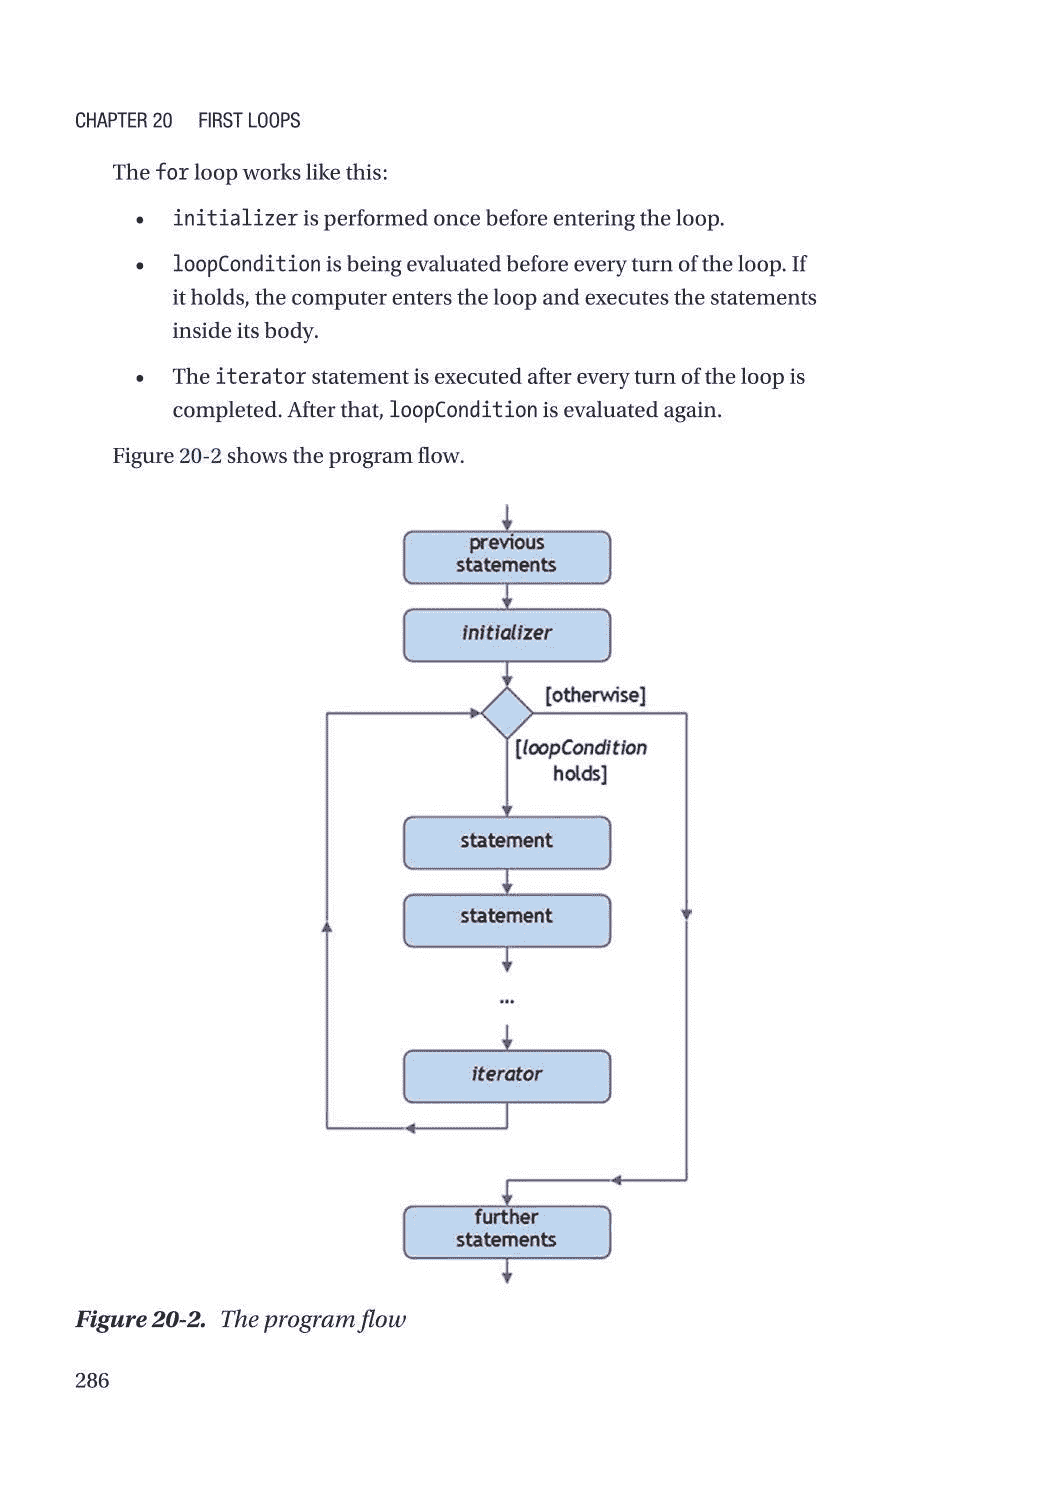 CHAPTER 20 FIRST LOOPS
The for loop works like this:
• initializer is performed once before entering the loop.
• loopCondition is being evaluated before every turn of the loop. If
it holds, the computer enters the loop and executes the statements
inside its body.
• The iterator statement is executed after every turn of the loop is
completed. After that, loopCondition is evaluated again.
Figure 20-2 shows the program flow.
previous
statements
initializer
[otherwise]
[loopCondition
holds]
statement
statement
...
iterator
further
statements
Figure 20-2. The program flow
286